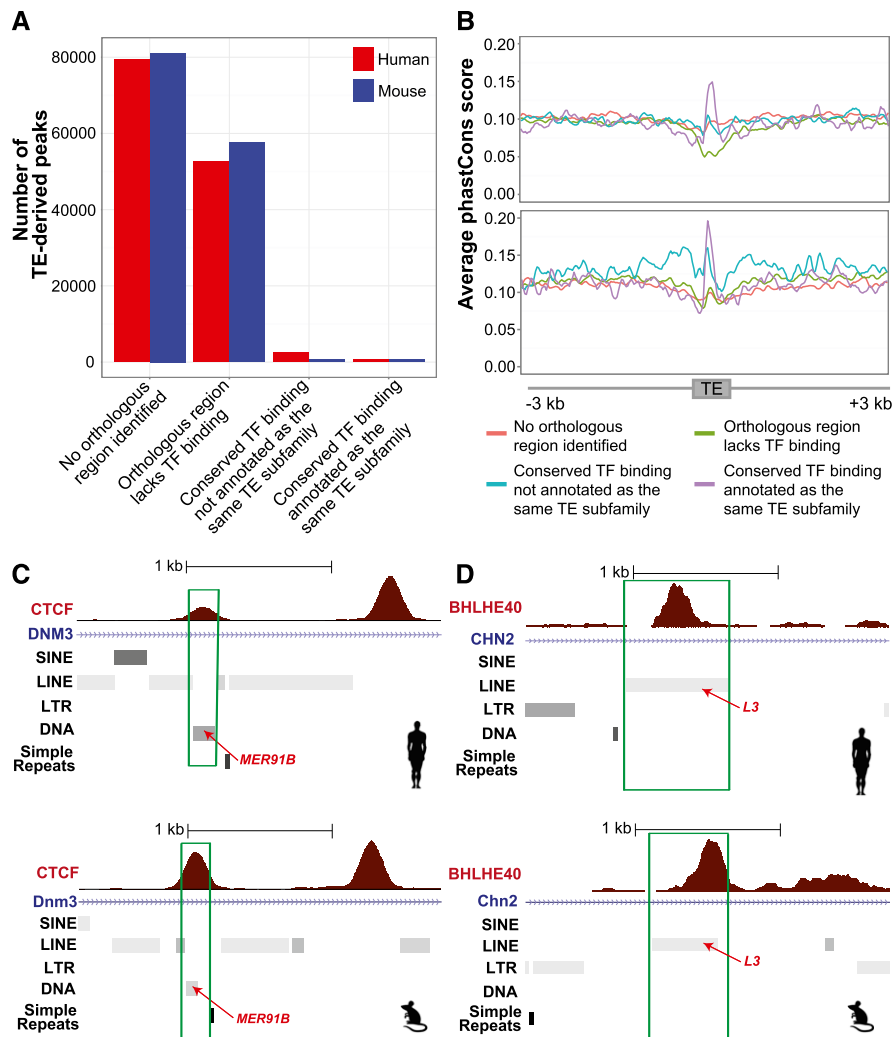 A
Number of
TE-derived peaks
80000
60000
40000
20000
0
Human
Mouse
No orthologous
region identified
Orthologous region
lacks TF binding
Conserved TF binding
not annotated as the
same TE subfamily
Conserved TF binding
annotated as the
same TE subfamily
B
Average phastCons score
0.20
0.15
0.10
0.05
0.00
0.20
0.15
0.10
0.05
0.00
TE
-3 kb
+3 kb
No orthologous
region identified
Orthologous region
lacks TF binding
Conserved TF binding
not annotated as the
same TE subfamily
Conserved TF binding
annotated as the
same TE subfamily
C
1 kb
CTCF
DNM3
SINE
LINE
LTR
DNA
MER91B
Simple
Repeats
1 kb
CTCF
Dnm3
SINE
LINE
LTR
DNA
MER91B
Simple
Repeats
D
1 kb
BHLHE40
CHN2
SINE
LINE
L3
LTR
DNA
Simple
Repeats
1 kb
BHLHE40
Chn2
SINE
LINE
L3
LTR
DNA
Simple
Repeats